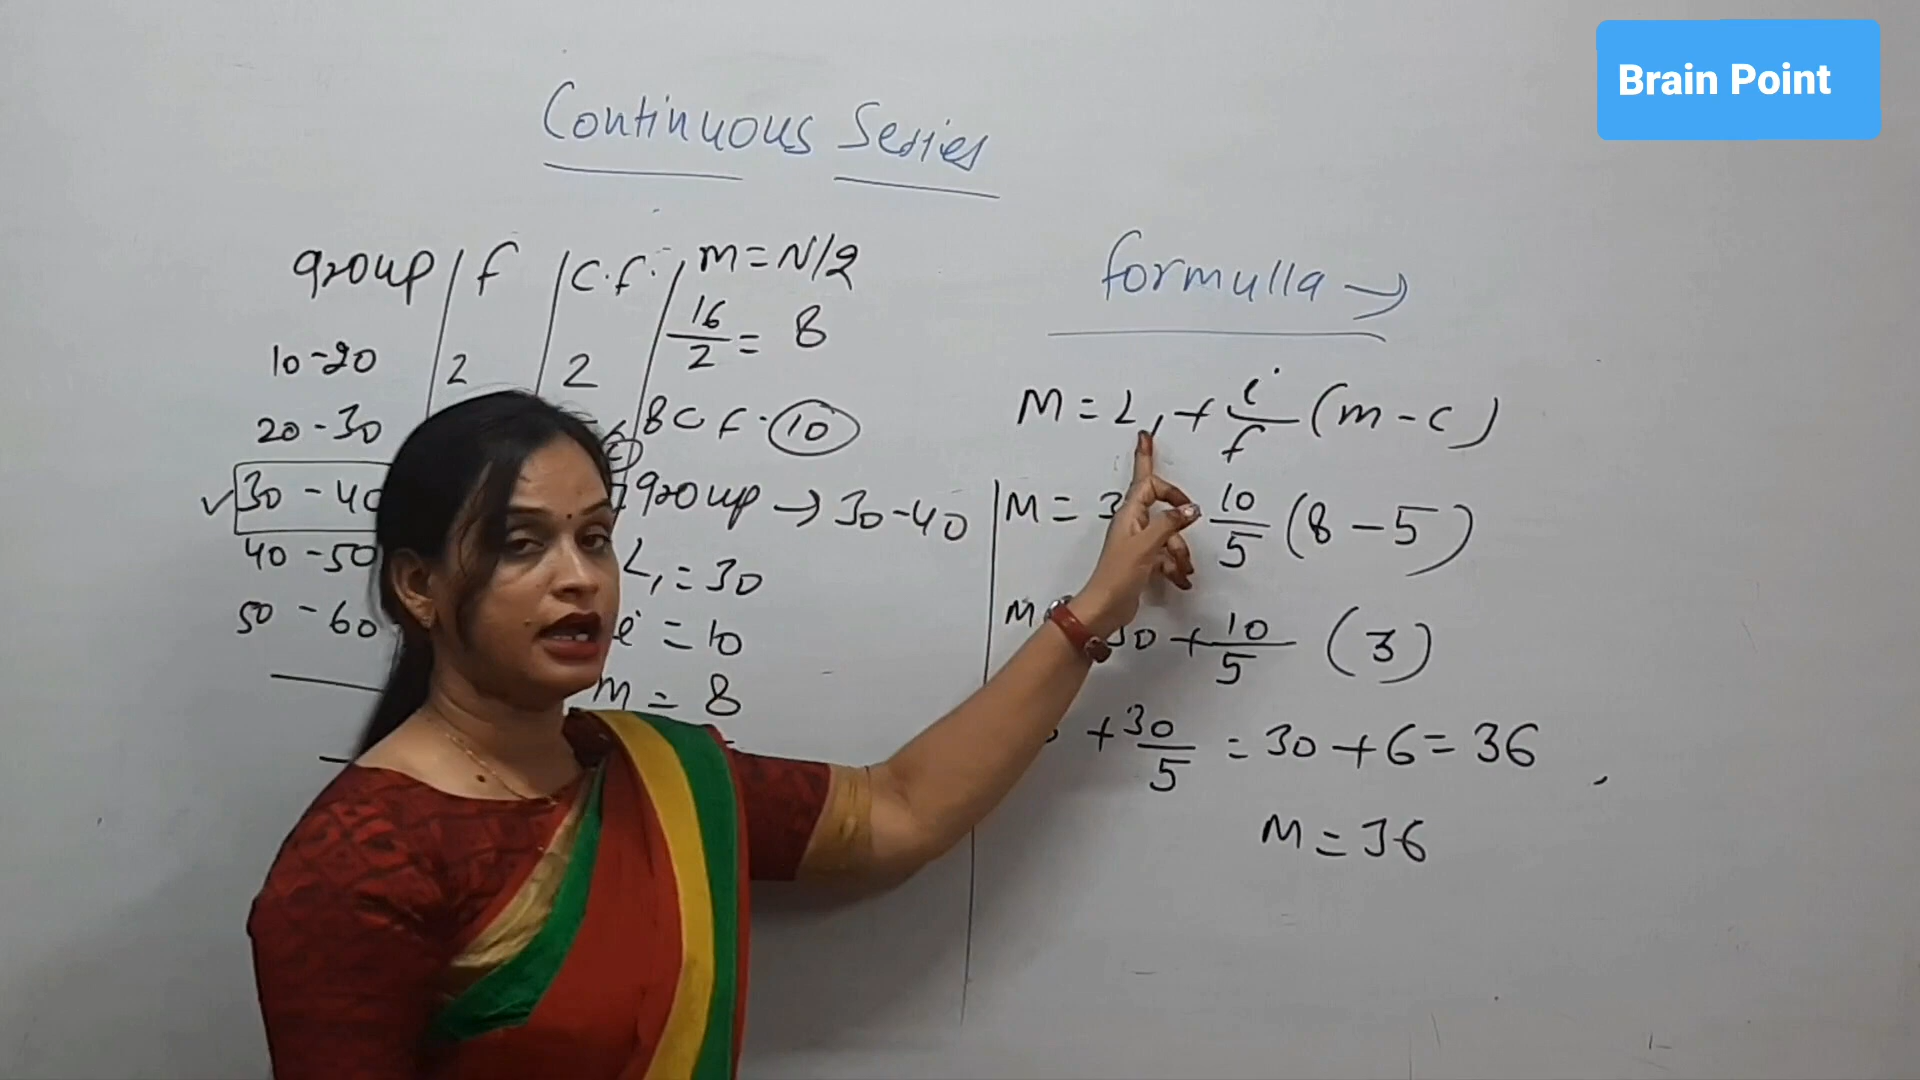 Brain Point
Continuous Series
group f c.f. m=N/2
16/2 = 8
10-20 2 2
20-30
8 c f. 10
30-40
group → 30-40
40-50
L₁=30
50-60
i = 10
m = 8
formulla →
M = L₁ + i/f (m-c)
M = 10/5 (8-5)
M 30 + 10/5 (3)
+ 30/5 = 30+6=36
M = 36